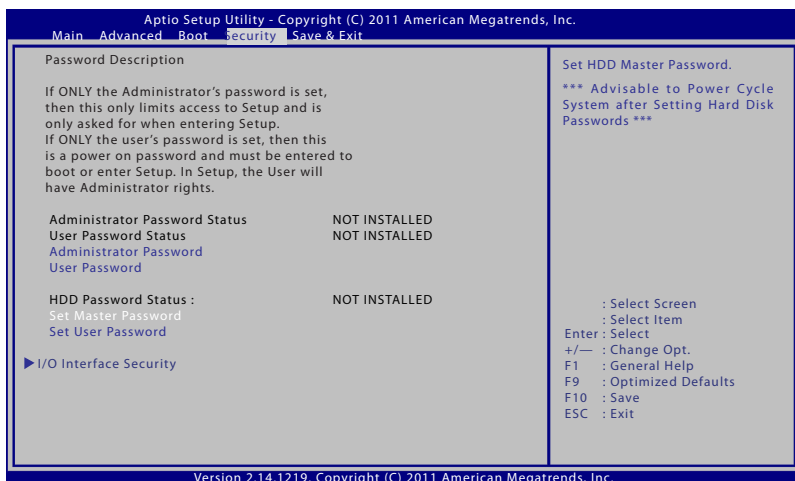 Aptio Setup Utility - Copyright (C) 2011 American Megatrends, Inc.
Main Advanced Boot Security Save & Exit
Password Description
If ONLY the Administrator's password is set,
then this only limits access to Setup and is
only asked for when entering Setup.
If ONLY the user's password is set, then this
is a power on password and must be entered to
boot or enter Setup. In Setup, the User will
have Administrator rights.
Administrator Password Status NOT INSTALLED
User Password Status NOT INSTALLED
Administrator Password
User Password
HDD Password Status : NOT INSTALLED
Set Master Password
Set User Password
I/O Interface Security
Set HDD Master Password.
*** Advisable to Power Cycle
System after Setting Hard Disk
Passwords ***
: Select Screen
: Select Item
Enter : Select
+/— : Change Opt.
F1 : General Help
F9 : Optimized Defaults
F10 : Save
ESC : Exit
Version 2.14.1219. Copyright (C) 2011 American Megatrends, Inc.